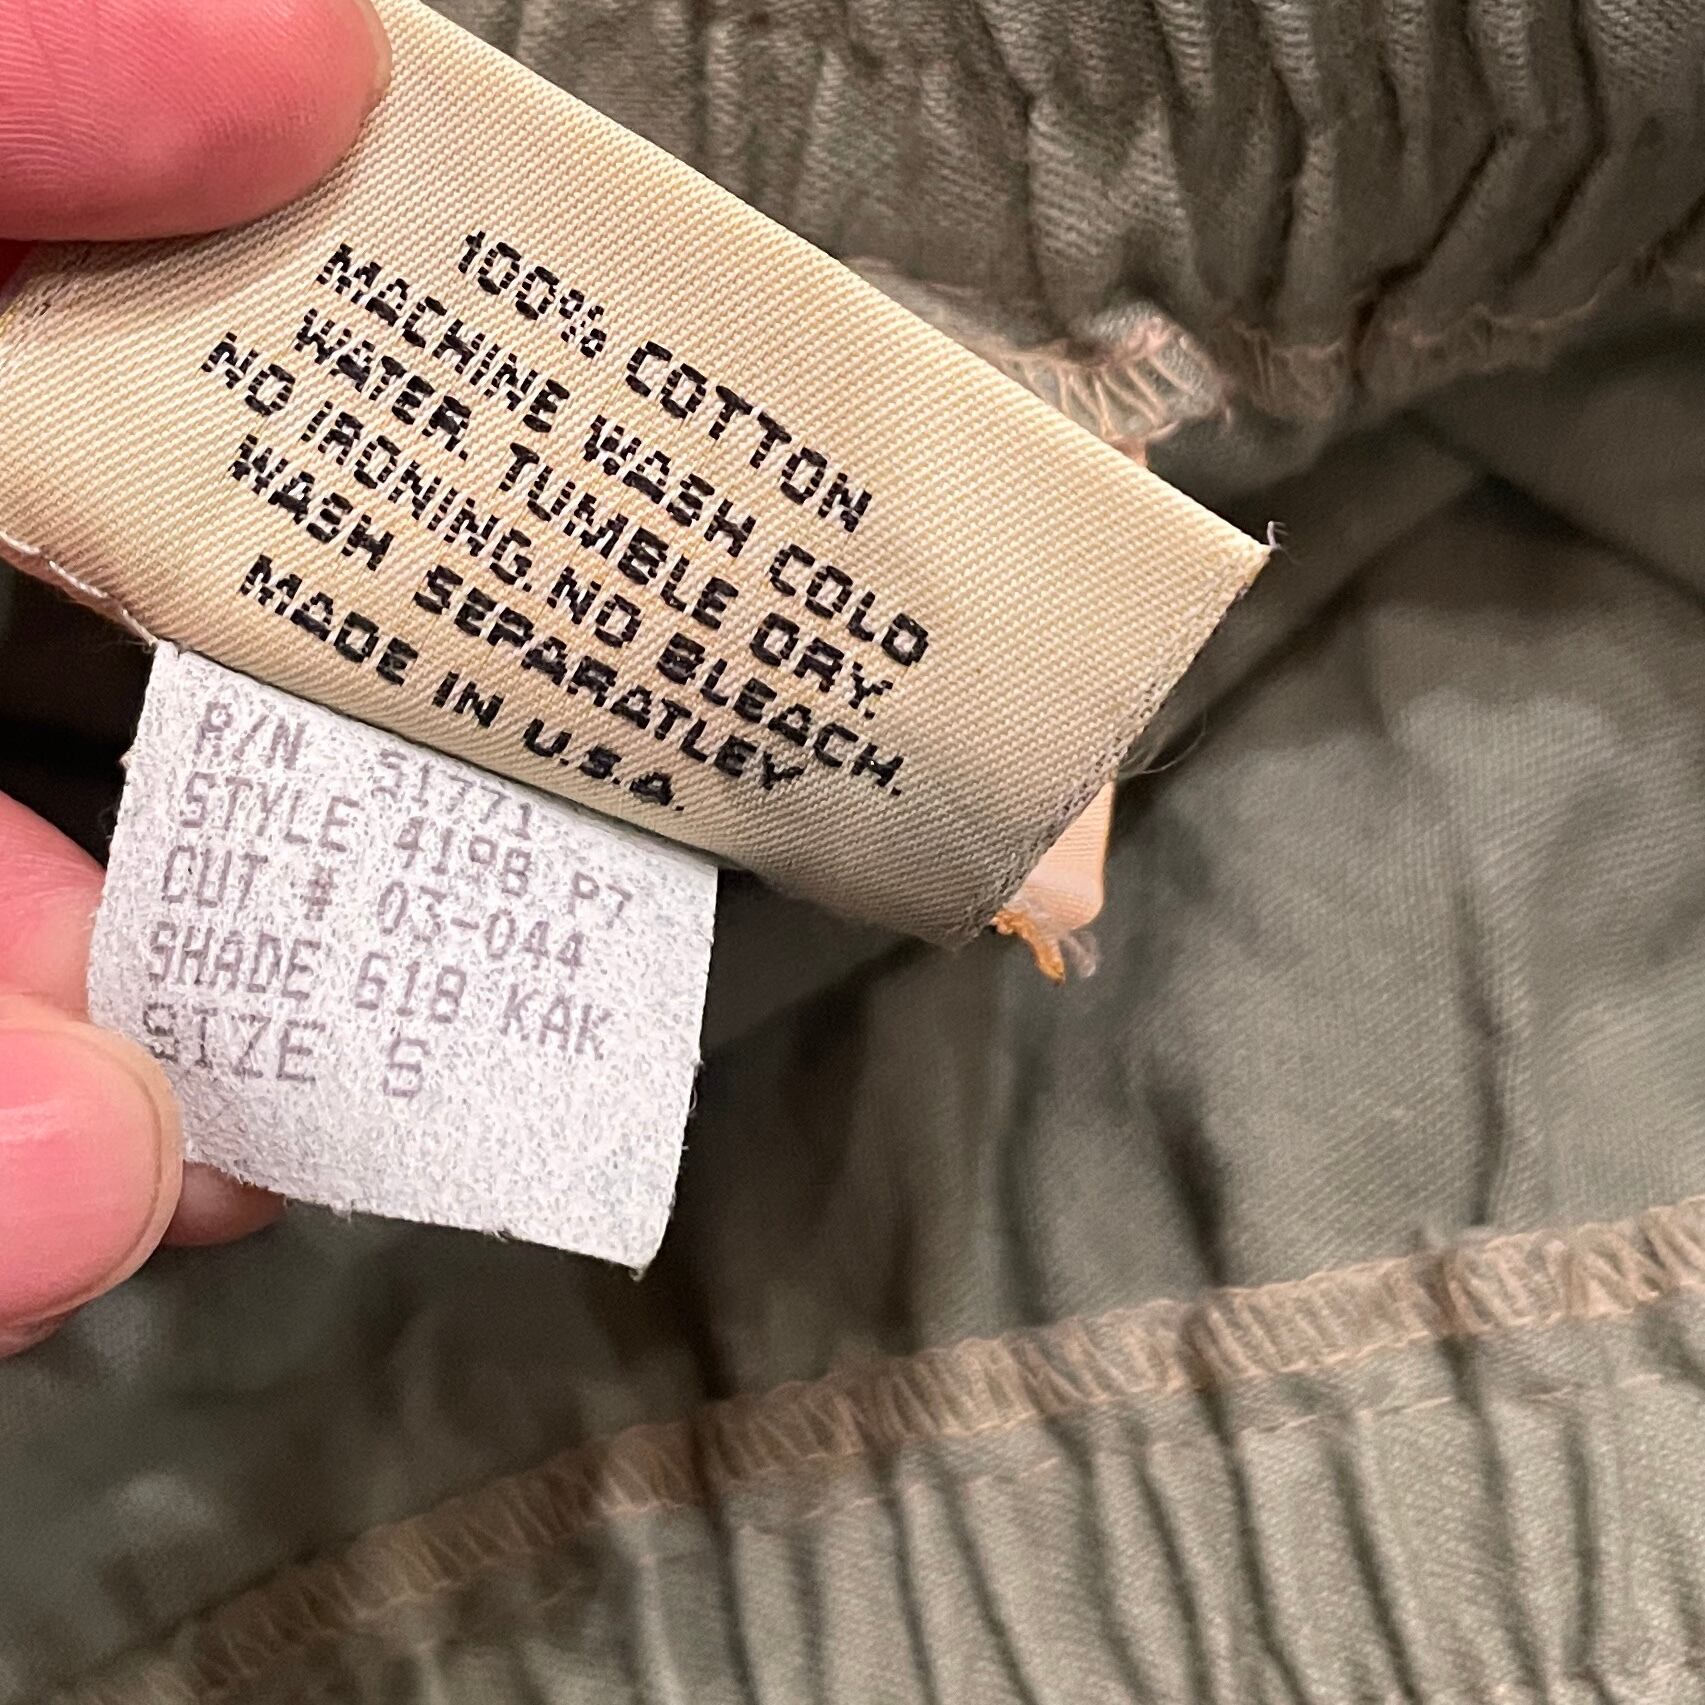 100% COTTON
MACHINE WASH COLD
WATER. TUMBLE DRY.
NO IRONING. NO BLEACH.
WASH SEPARATLEY
MADE IN U.S.A.
P/N 51771
STYLE 4198 P7
CUT # 03-044
SHADE 618 KAK
SIZE S